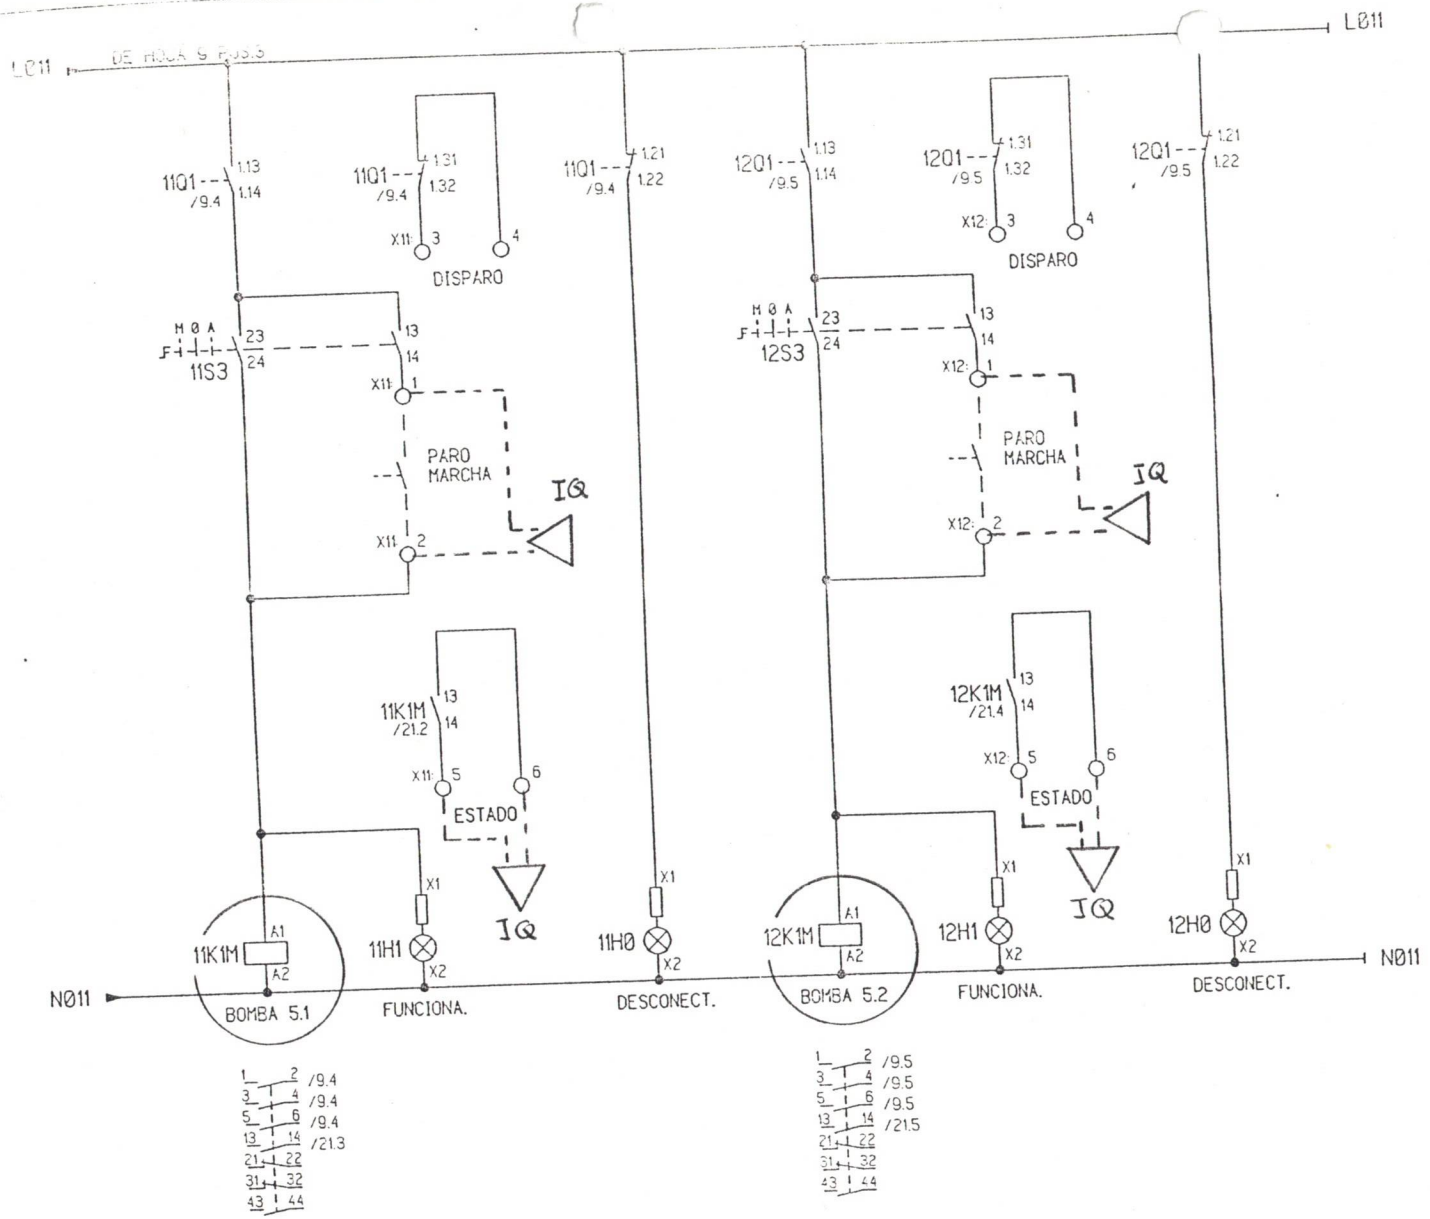 L011
L011
DE HOJA 9 POS.3
11Q1
/9.4
1.13
1.14
11Q1
/9.4
1.31
1.32
X11: 3
4
DISPARO
11Q1
/9.4
1.21
1.22
12Q1
/9.5
1.13
1.14
12Q1
/9.5
1.31
1.32
X12: 3
4
DISPARO
12Q1
/9.5
1.21
1.22
M 0 A
11S3
23
24
13
14
X11: 1
PARO
MARCHA
IQ
X11: 2
M 0 A
12S3
23
24
13
14
X12: 1
PARO
MARCHA
IQ
X12: 2
11K1M
/21.2
13
14
X11: 5
6
ESTADO
IQ
12K1M
/21.4
13
14
X12: 5
6
ESTADO
IQ
11K1M
A1
A2
BOMBA 5.1
11H1
X1
X2
FUNCIONA.
11H0
X1
X2
DESCONECT.
12K1M
A1
A2
BOMBA 5.2
12H1
X1
X2
FUNCIONA.
12H0
X1
X2
DESCONECT.
N011
N011
1 2 /9.4
3 4 /9.4
5 6 /9.4
13 14 /21.3
21 22
31 32
43 44
1 2 /9.5
3 4 /9.5
5 6 /9.5
13 14 /21.5
21 22
31 32
43 44